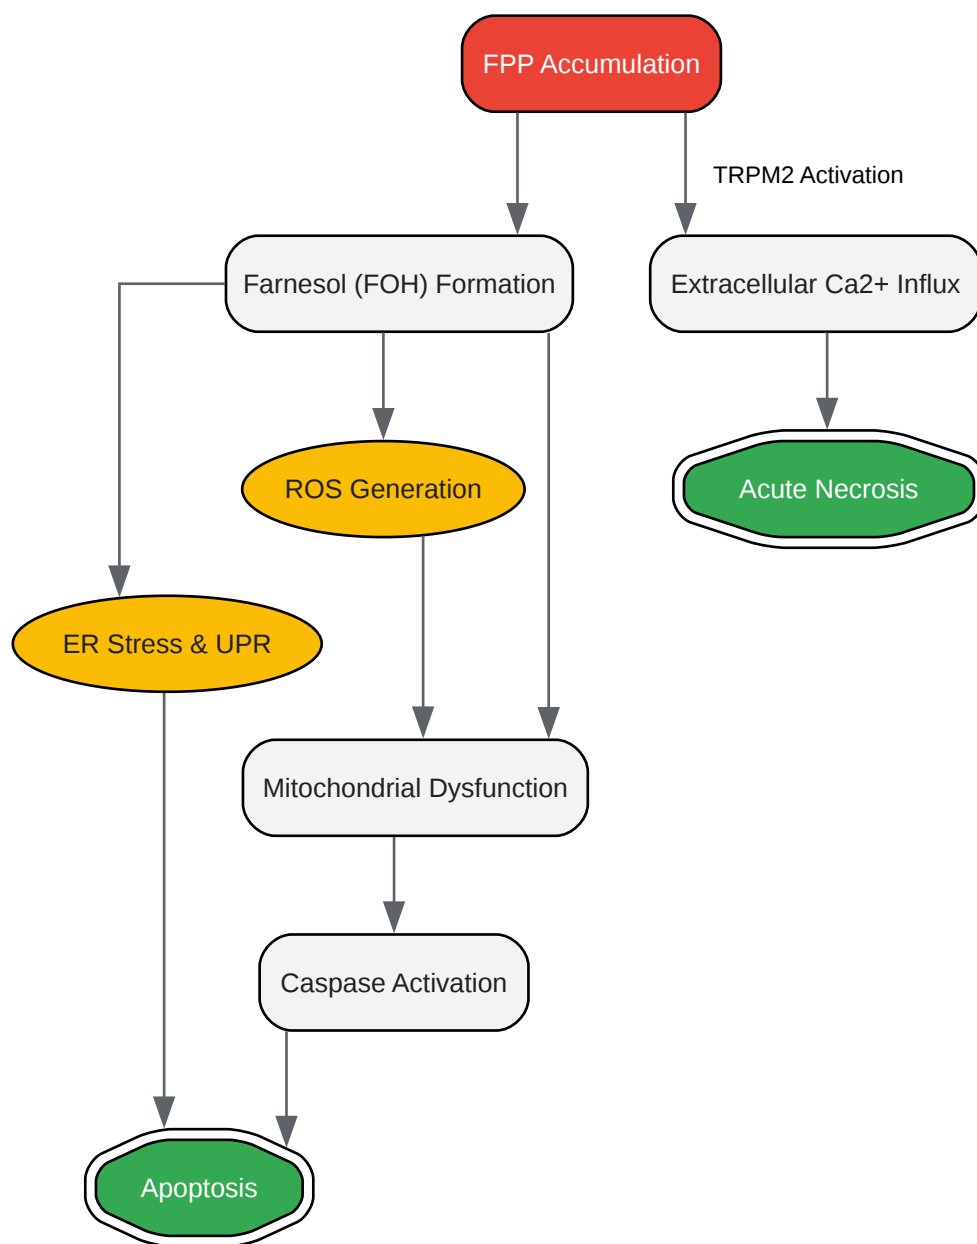 FPP Accumulation
TRPM2 Activation
Farnesol (FOH) Formation
Extracellular Ca2+ Influx
ROS Generation
Acute Necrosis
ER Stress & UPR
Mitochondrial Dysfunction
Caspase Activation
Apoptosis